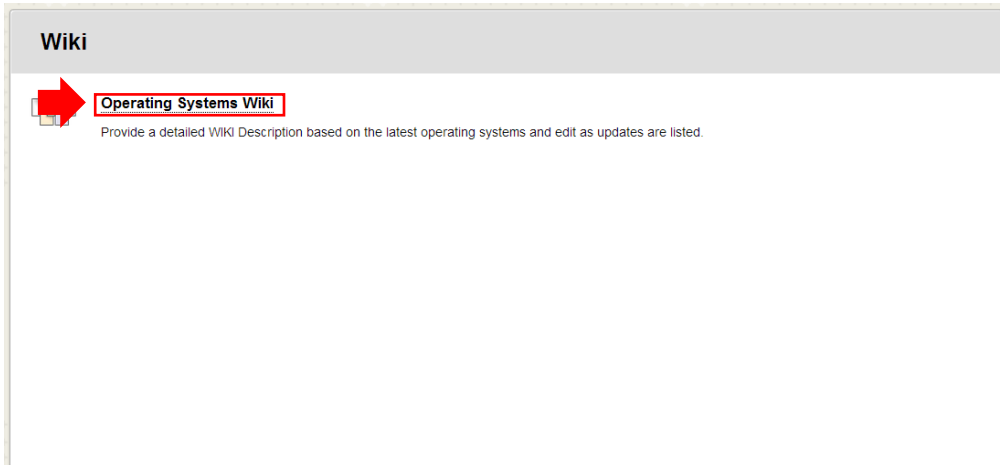 Wiki
Operating Systems Wiki
Provide a detailed WIKI Description based on the latest operating systems and edit as updates are listed.